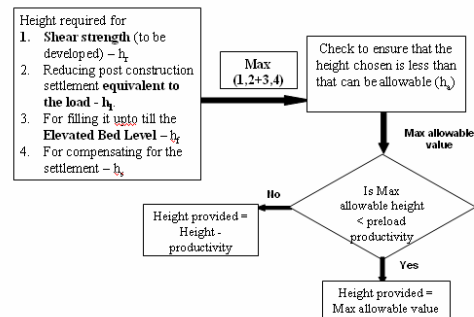 Height required for
1. Shear strength (to be
developed) – hr
2. Reducing post construction
settlement equivalent to
the load - hl.
3. For filling it upto till the
Elevated Bed Level – hf
4. For compensating for the
settlement – hs
Max
(1,2+3,4)
Check to ensure that the
height chosen is less than
that can be allowable (ha)
Max allowable
value
Is Max
allowable height
< preload
productivity
No
Height provided =
Height -
productivity
Yes
Height provided =
Max allowable value